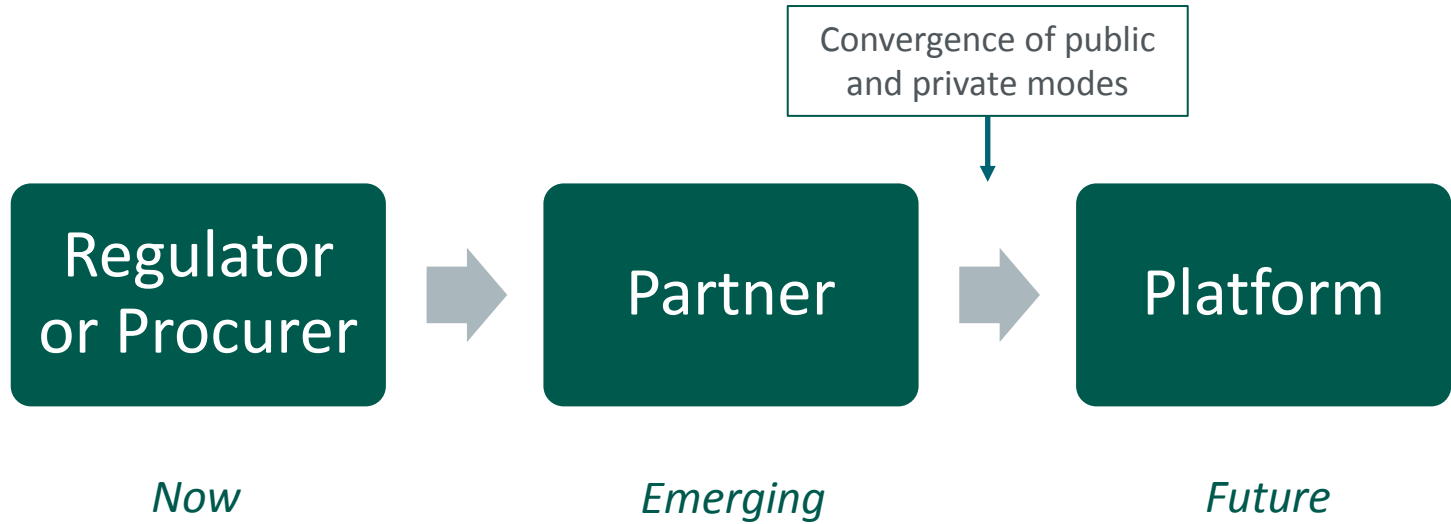 Convergence of public
and private modes
Regulator
or Procurer
Partner
Platform
Now
Emerging
Future